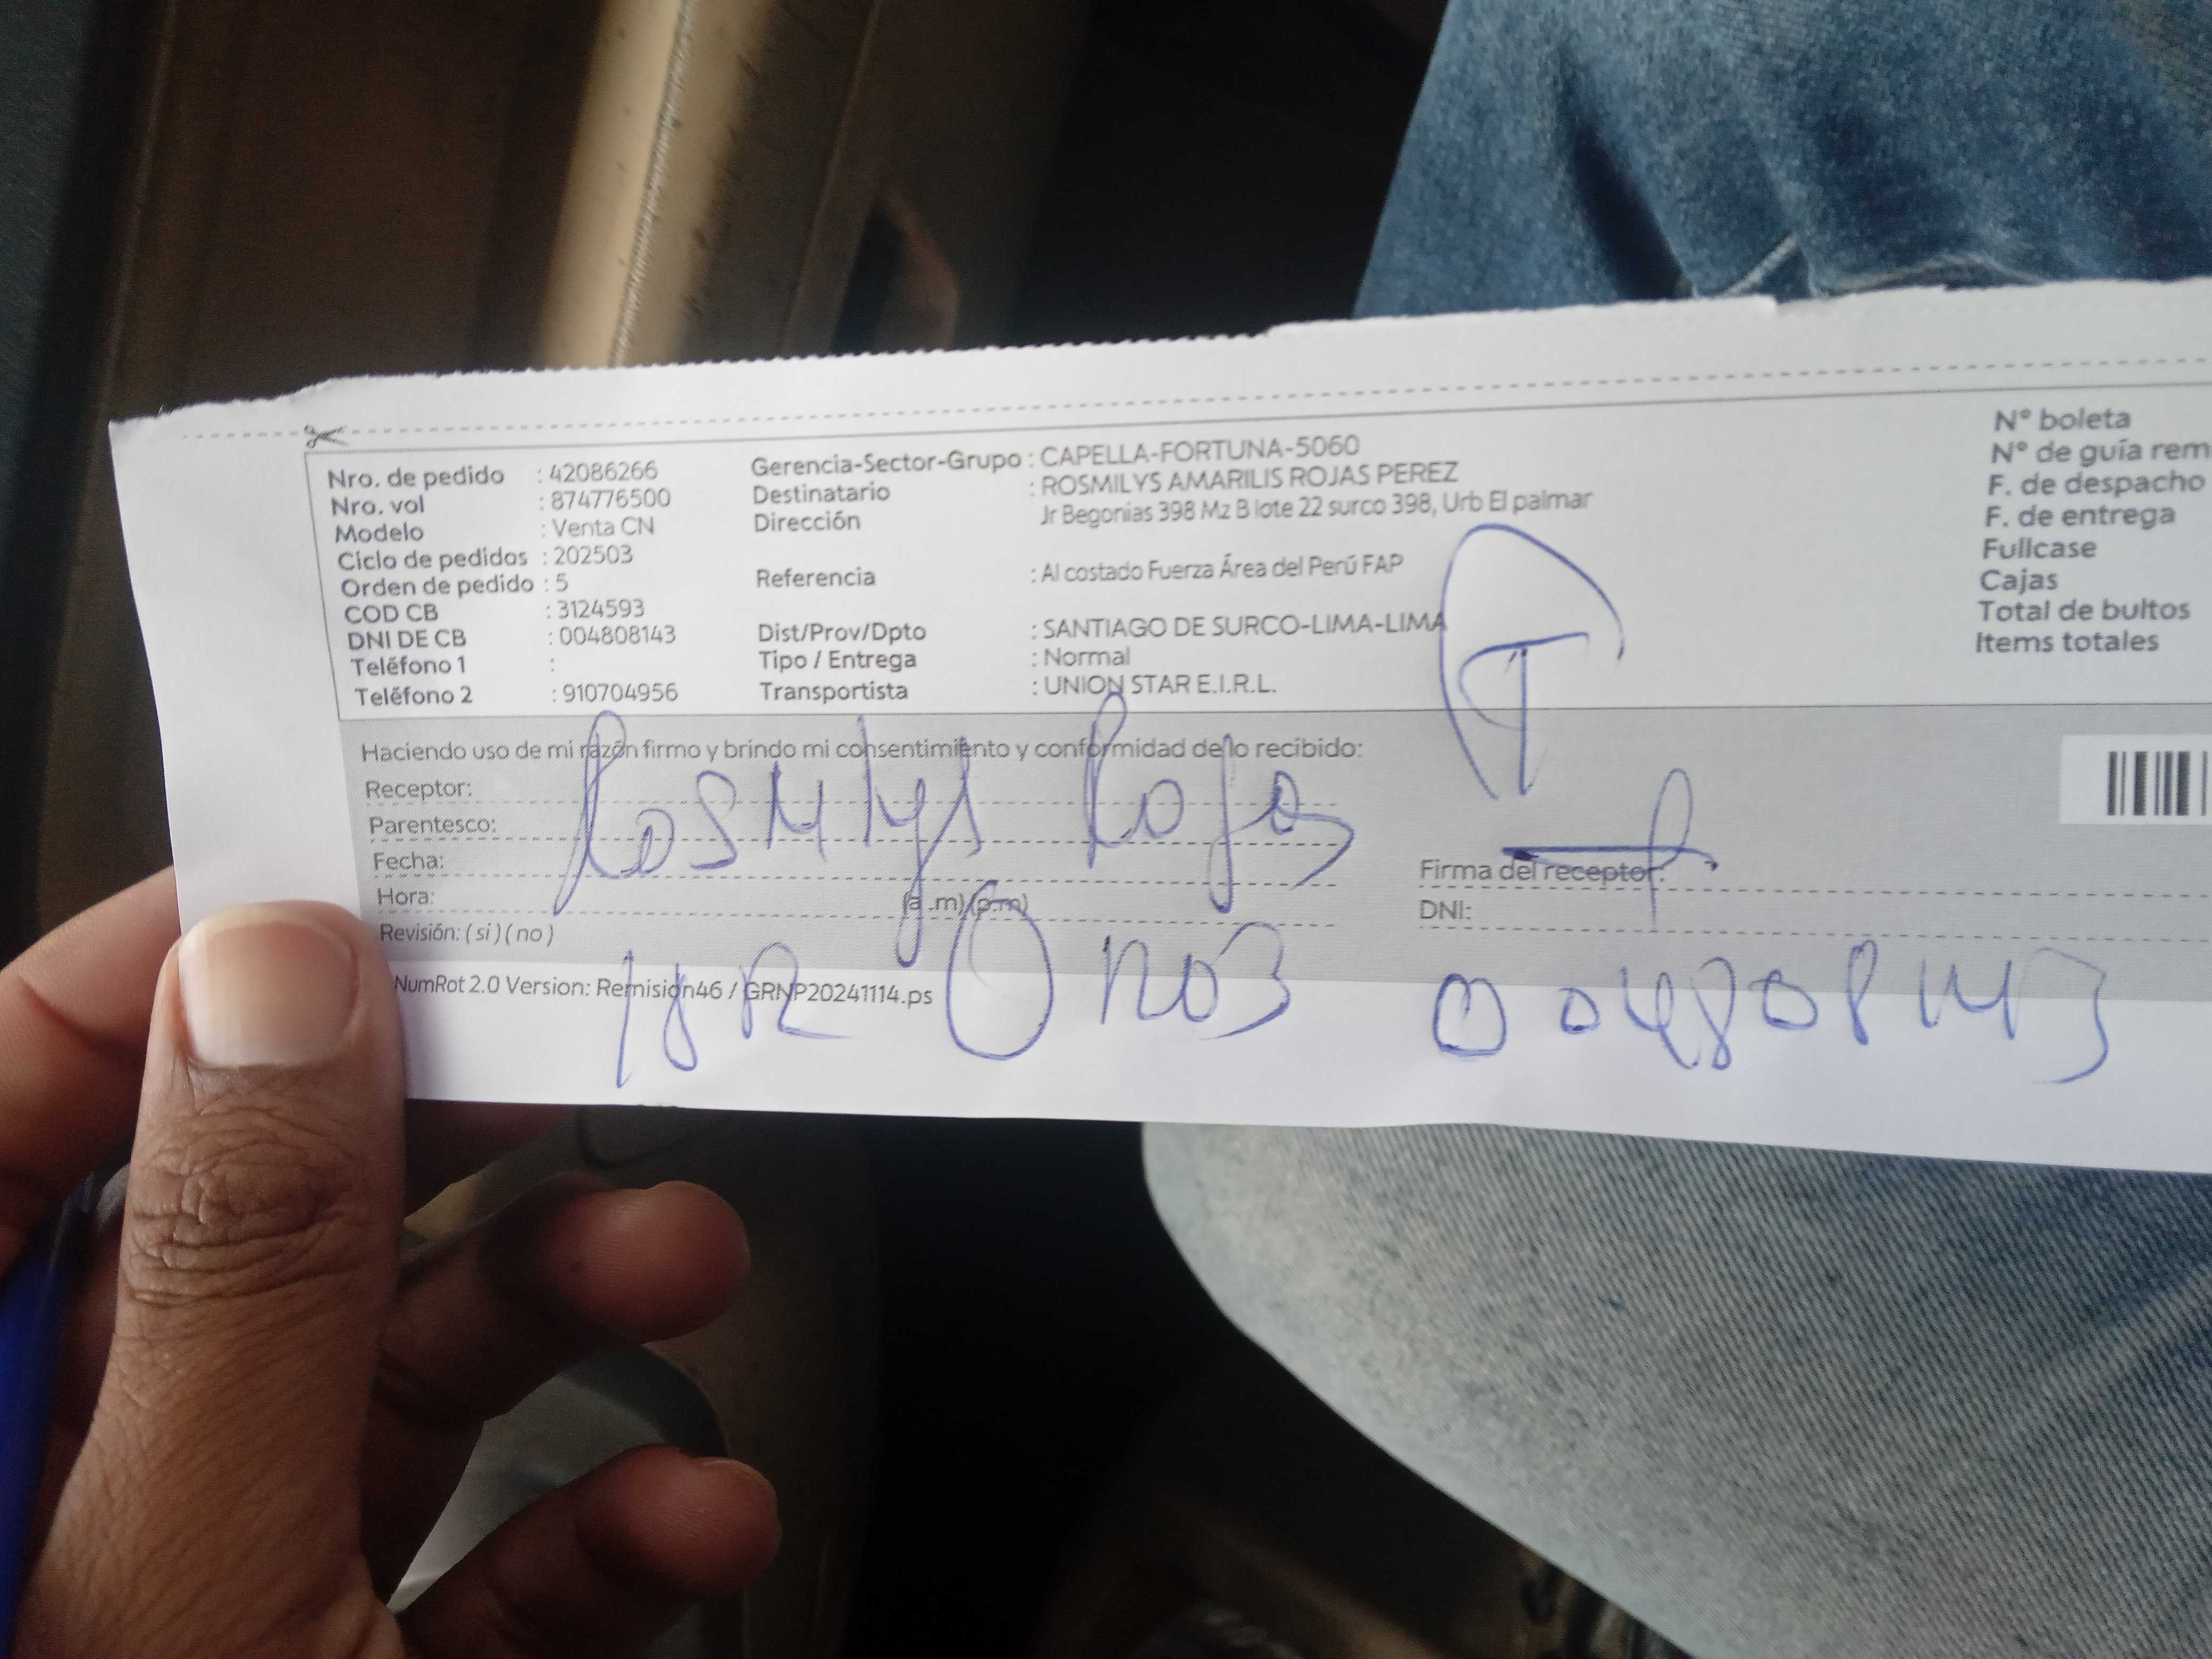 Nro. de pedido : 42086266
Nro. vol : 874776500
Modelo : Venta CN
Ciclo de pedidos : 202503
Orden de pedido : 5
COD CB : 3124593
DNI DE CB : 004808143
Teléfono 1 :
Teléfono 2 : 910704956
Gerencia-Sector-Grupo : CAPELLA-FORTUNA-5060
Destinatario : ROSMILYS AMARILIS ROJAS PEREZ
Dirección Jr Begonias 398 Mz B lote 22 surco 398, Urb El palmar
Referencia : Al costado Fuerza Área del Perú FAP
Dist/Prov/Dpto : SANTIAGO DE SURCO-LIMA-LIMA
Tipo / Entrega : Normal
Transportista : UNION STAR E.I.R.L.
N° boleta
N° de guía rem
F. de despacho
F. de entrega
Fullcase
Cajas
Total de bultos
Items totales
Haciendo uso de mi razón firmo y brindo mi consentimiento y conformidad de lo recibido:
Receptor:
Parentesco:
Rosmilys Rojas
Fecha:
Hora: (a .m) (p.m)
Revisión: ( si ) ( no )
Firma del receptor:
DNI:
004808143
NumRot 2.0 Version: Remision46 / GRNP20241114.ps